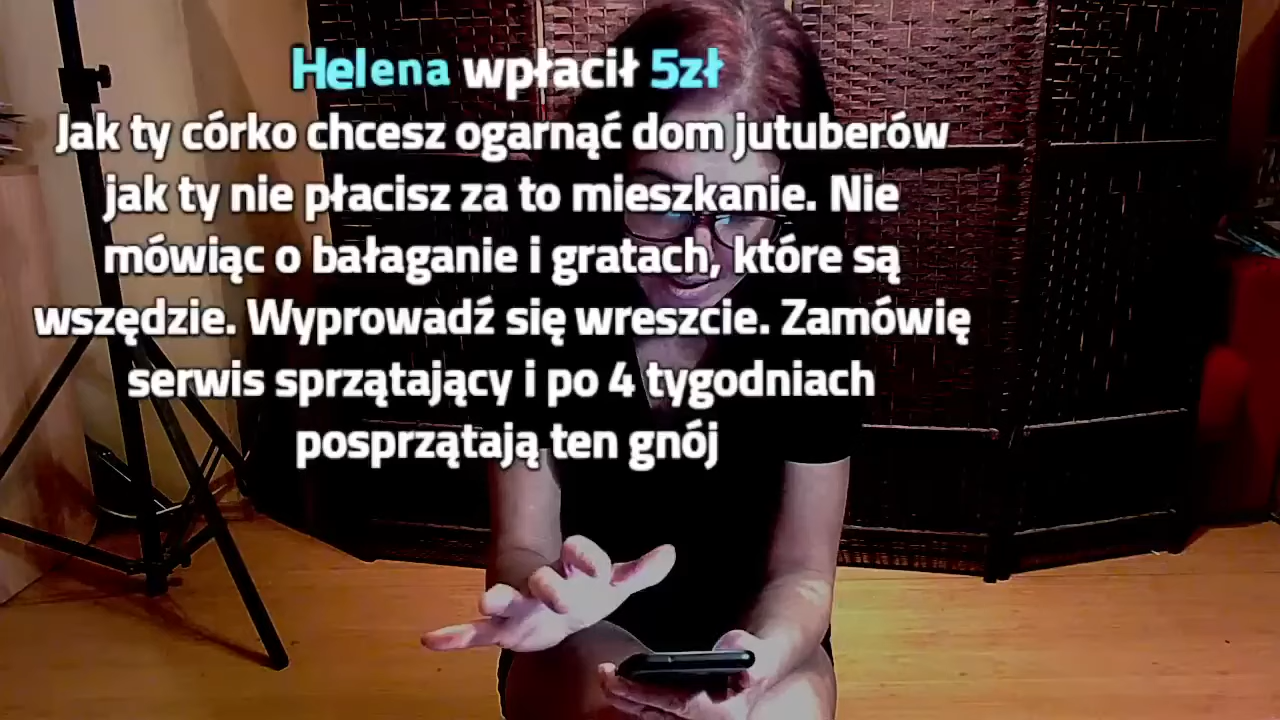 Helena wpłacił 5zł
Jak ty córko chcesz ogarnąć dom jutuberów
jak ty nie płacisz za to mieszkanie. Nie
mówiąc o bałaganie i gratach, które są
wszędzie. Wyprowadź się wreszcie. Zamówię
serwis sprzątający i po 4 tygodniach
posprzątają ten gnój